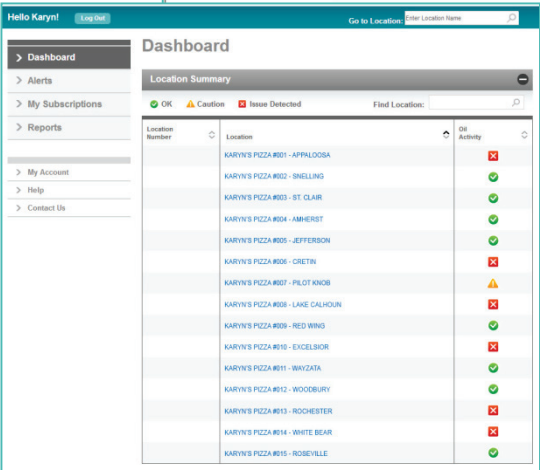 Hello Karyn! Log Out Go to Location: Enter Location Name
Dashboard
> Dashboard
> Alerts
> My Subscriptions
> Reports
> My Account
> Help
> Contact Us
Location Summary
OK Caution Issue Detected Find Location:
Location Number Location Oil Activity
KARYN'S PIZZA #001 - APPALOOSA
KARYN'S PIZZA #002 - SNELLING
KARYN'S PIZZA #003 - ST. CLAIR
KARYN'S PIZZA #004 - AMHERST
KARYN'S PIZZA #005 - JEFFERSON
KARYN'S PIZZA #006 - CRETIN
KARYN'S PIZZA #007 - PILOT KNOB
KARYN'S PIZZA #008 - LAKE CALHOUN
KARYN'S PIZZA #009 - RED WING
KARYN'S PIZZA #010 - EXCELSIOR
KARYN'S PIZZA #011 - WAYZATA
KARYN'S PIZZA #012 - WOODBURY
KARYN'S PIZZA #013 - ROCHESTER
KARYN'S PIZZA #014 - WHITE BEAR
KARYN'S PIZZA #015 - ROSEVILLE